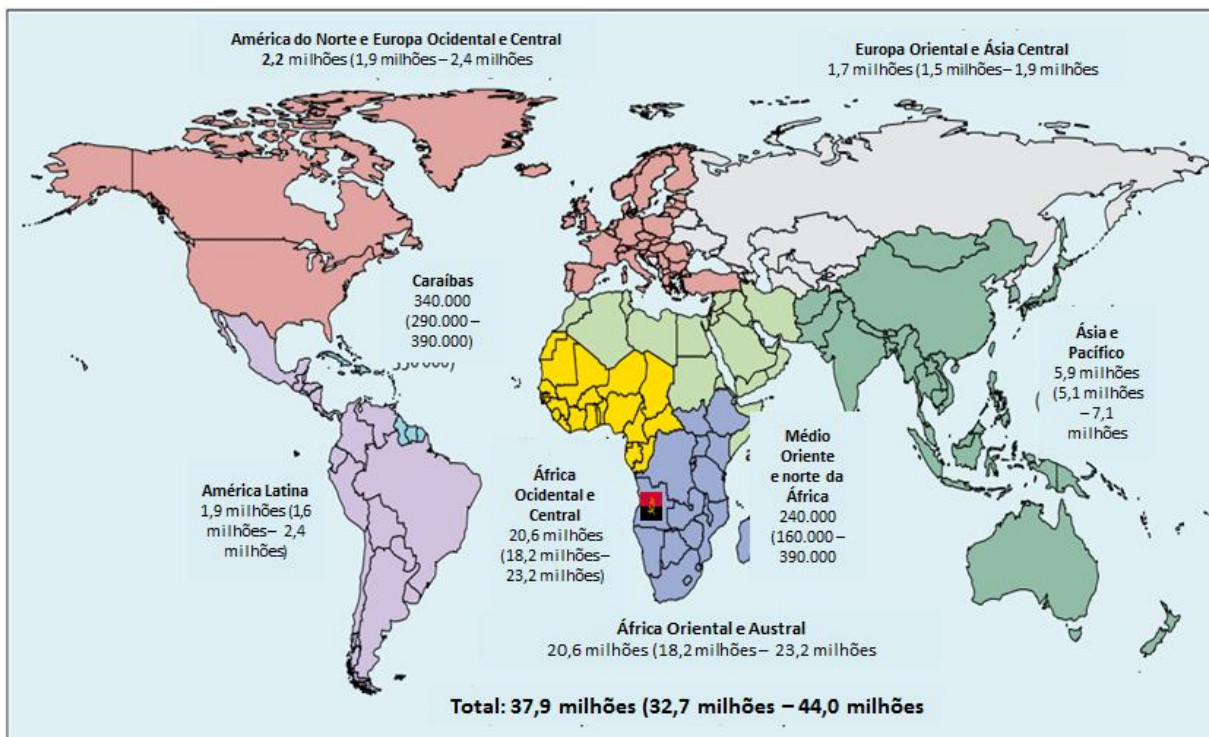 América do Norte e Europa Ocidental e Central
2,2 milhões (1,9 milhões – 2,4 milhões
Europa Oriental e Ásia Central
1,7 milhões (1,5 milhões – 1,9 milhões
Caraíbas
340.000
(290.000 –
390.000)
Ásia e
Pacífico
5,9 milhões
(5,1 milhões
– 7,1
milhões
Médio
Oriente
e norte da
África
240.000
(160.000 –
390.000
África
Ocidental e
Central
20,6 milhões
(18,2 milhões–
23,2 milhões)
América Latina
1,9 milhões (1,6
milhões– 2,4
milhões)
África Oriental e Austral
20,6 milhões (18,2 milhões – 23,2 milhões
Total: 37,9 milhões (32,7 milhões – 44,0 milhões